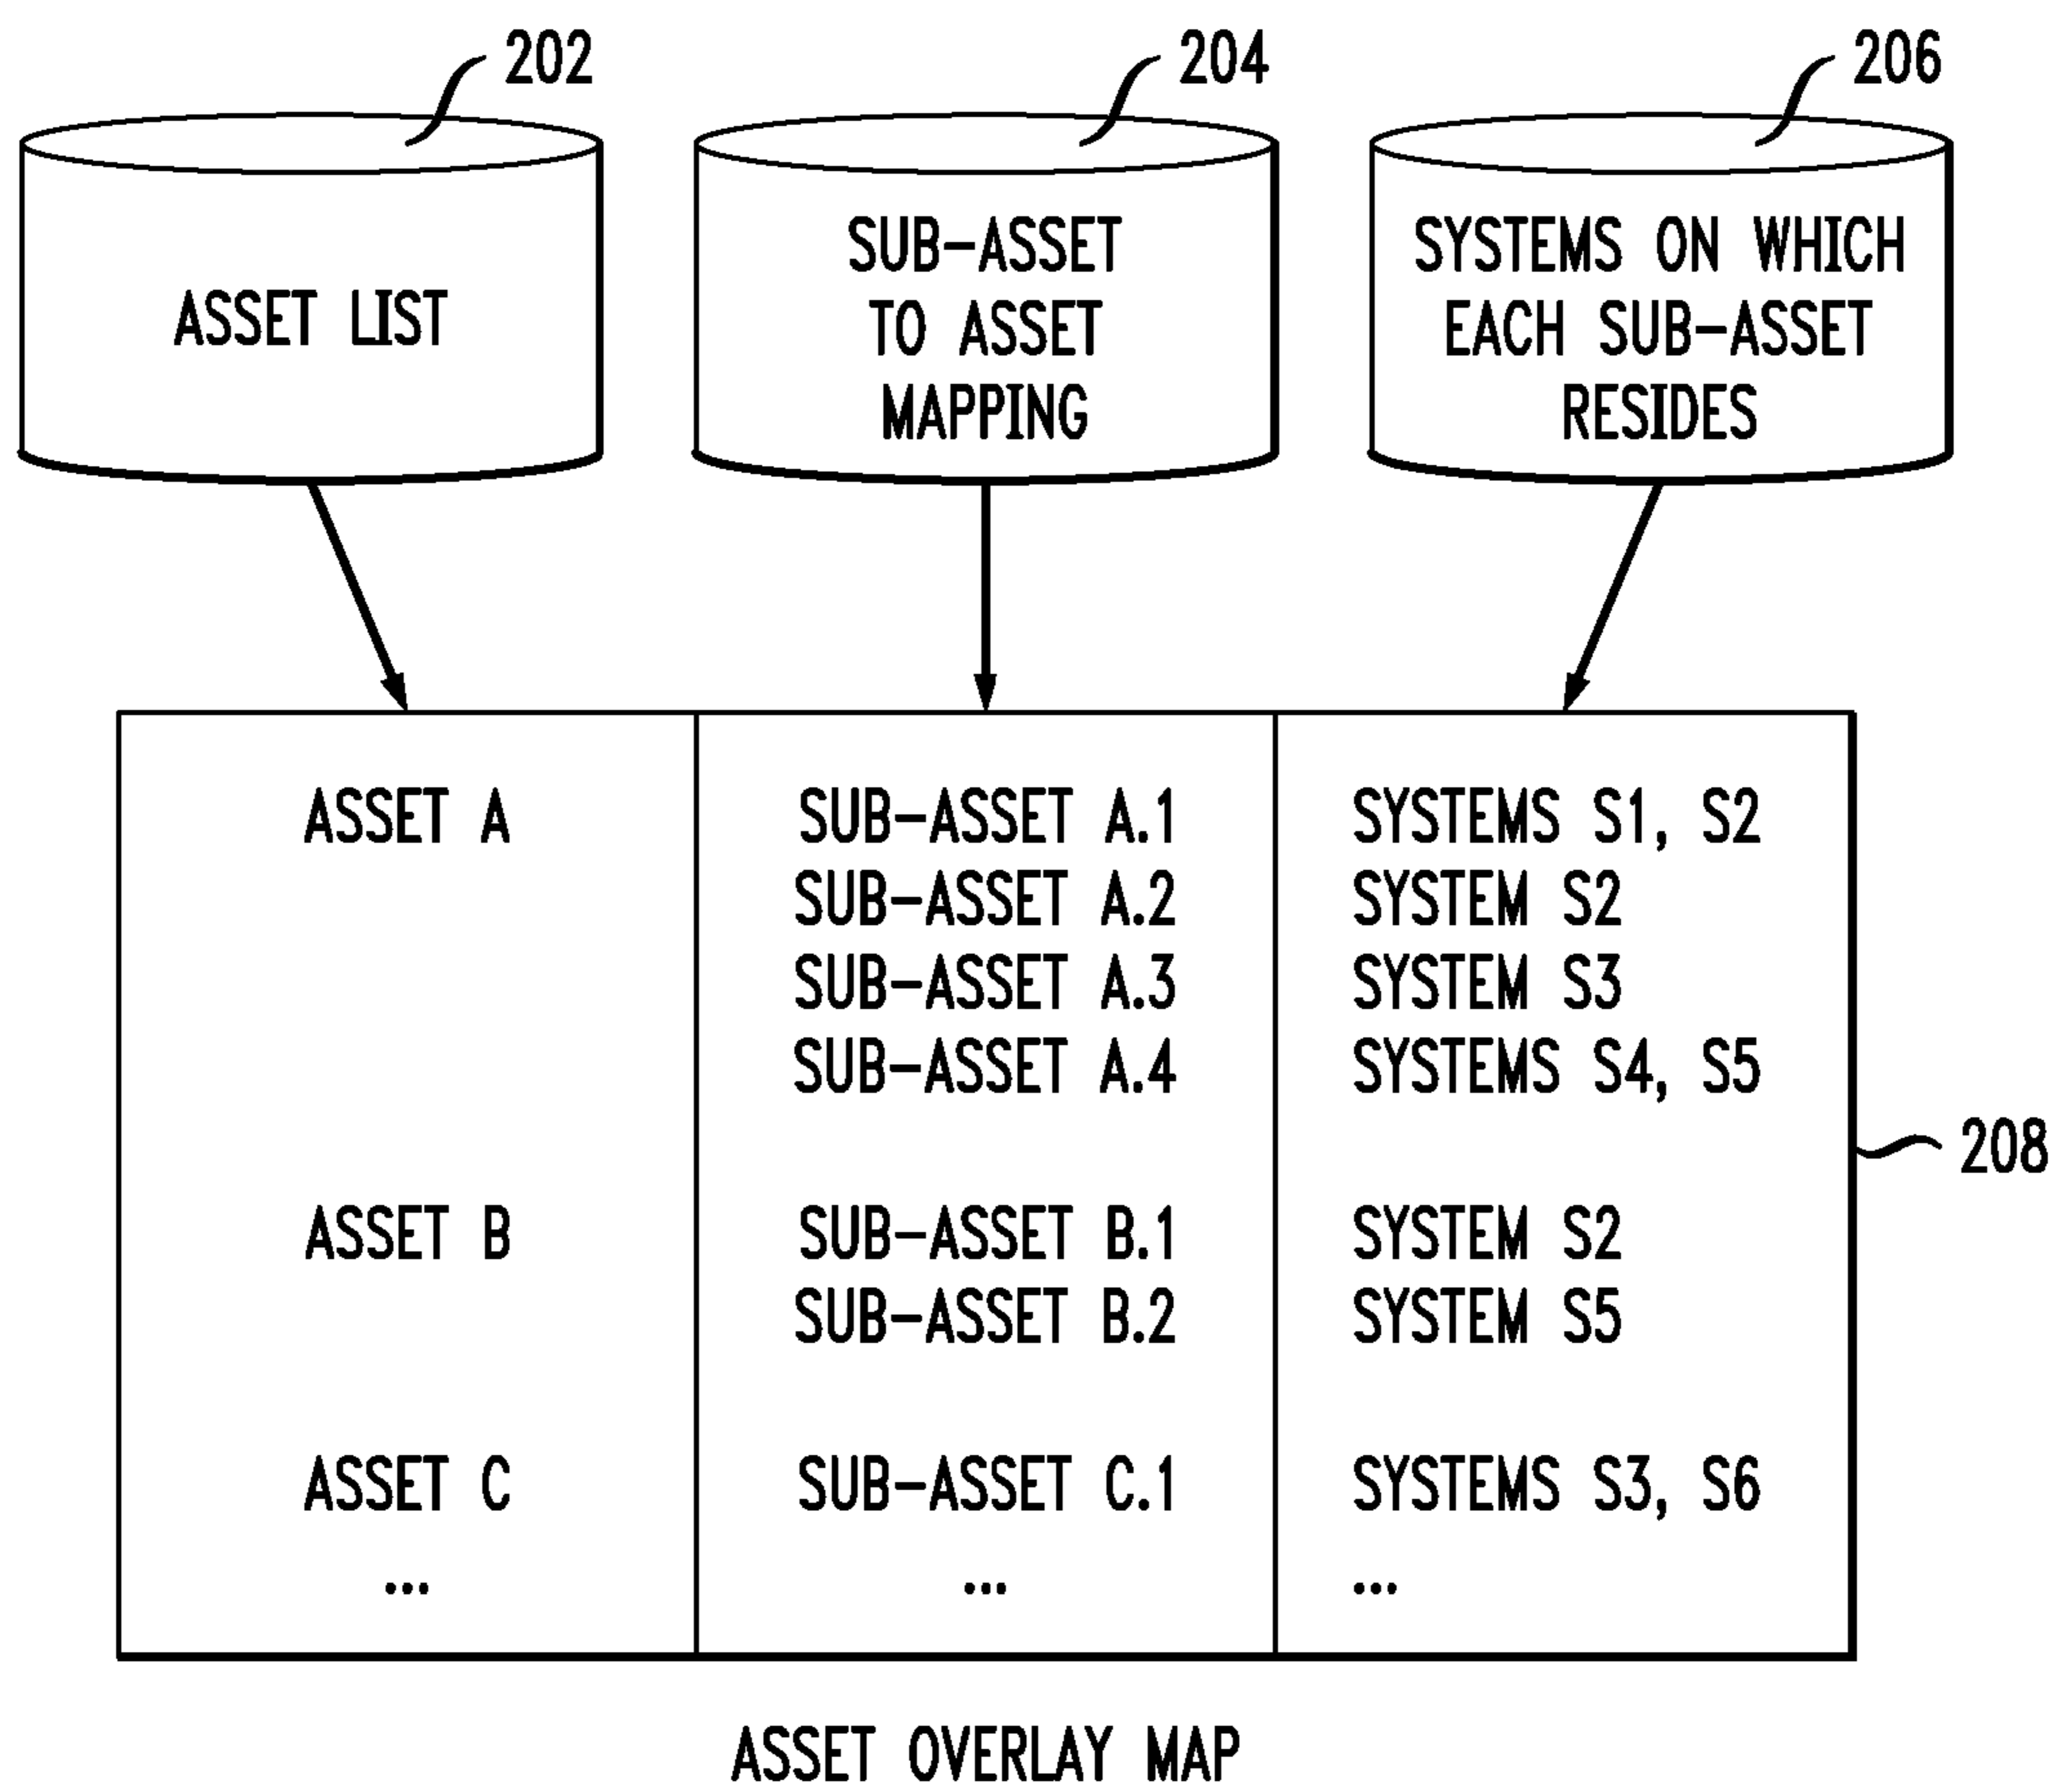 202
204
206
ASSET LIST
SUB-ASSET
TO ASSET
MAPPING
SYSTEMS ON WHICH
EACH SUB-ASSET
RESIDES
ASSET A SUB-ASSET A.1 SYSTEMS S1, S2
SUB-ASSET A.2 SYSTEM S2
SUB-ASSET A.3 SYSTEM S3
SUB-ASSET A.4 SYSTEMS S4, S5
208
ASSET B SUB-ASSET B.1 SYSTEM S2
SUB-ASSET B.2 SYSTEM S5
ASSET C SUB-ASSET C.1 SYSTEMS S3, S6
... ... ...
ASSET OVERLAY MAP